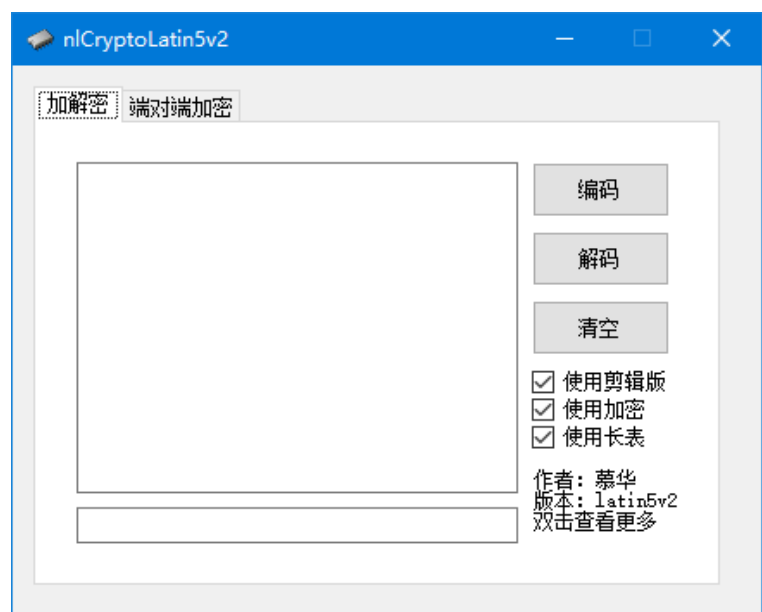 nlCryptoLatin5v2
加解密
端对端加密
编码
解码
清空
使用剪辑版
使用加密
使用长表
作者：慕华
版本：latin5v2
双击查看更多